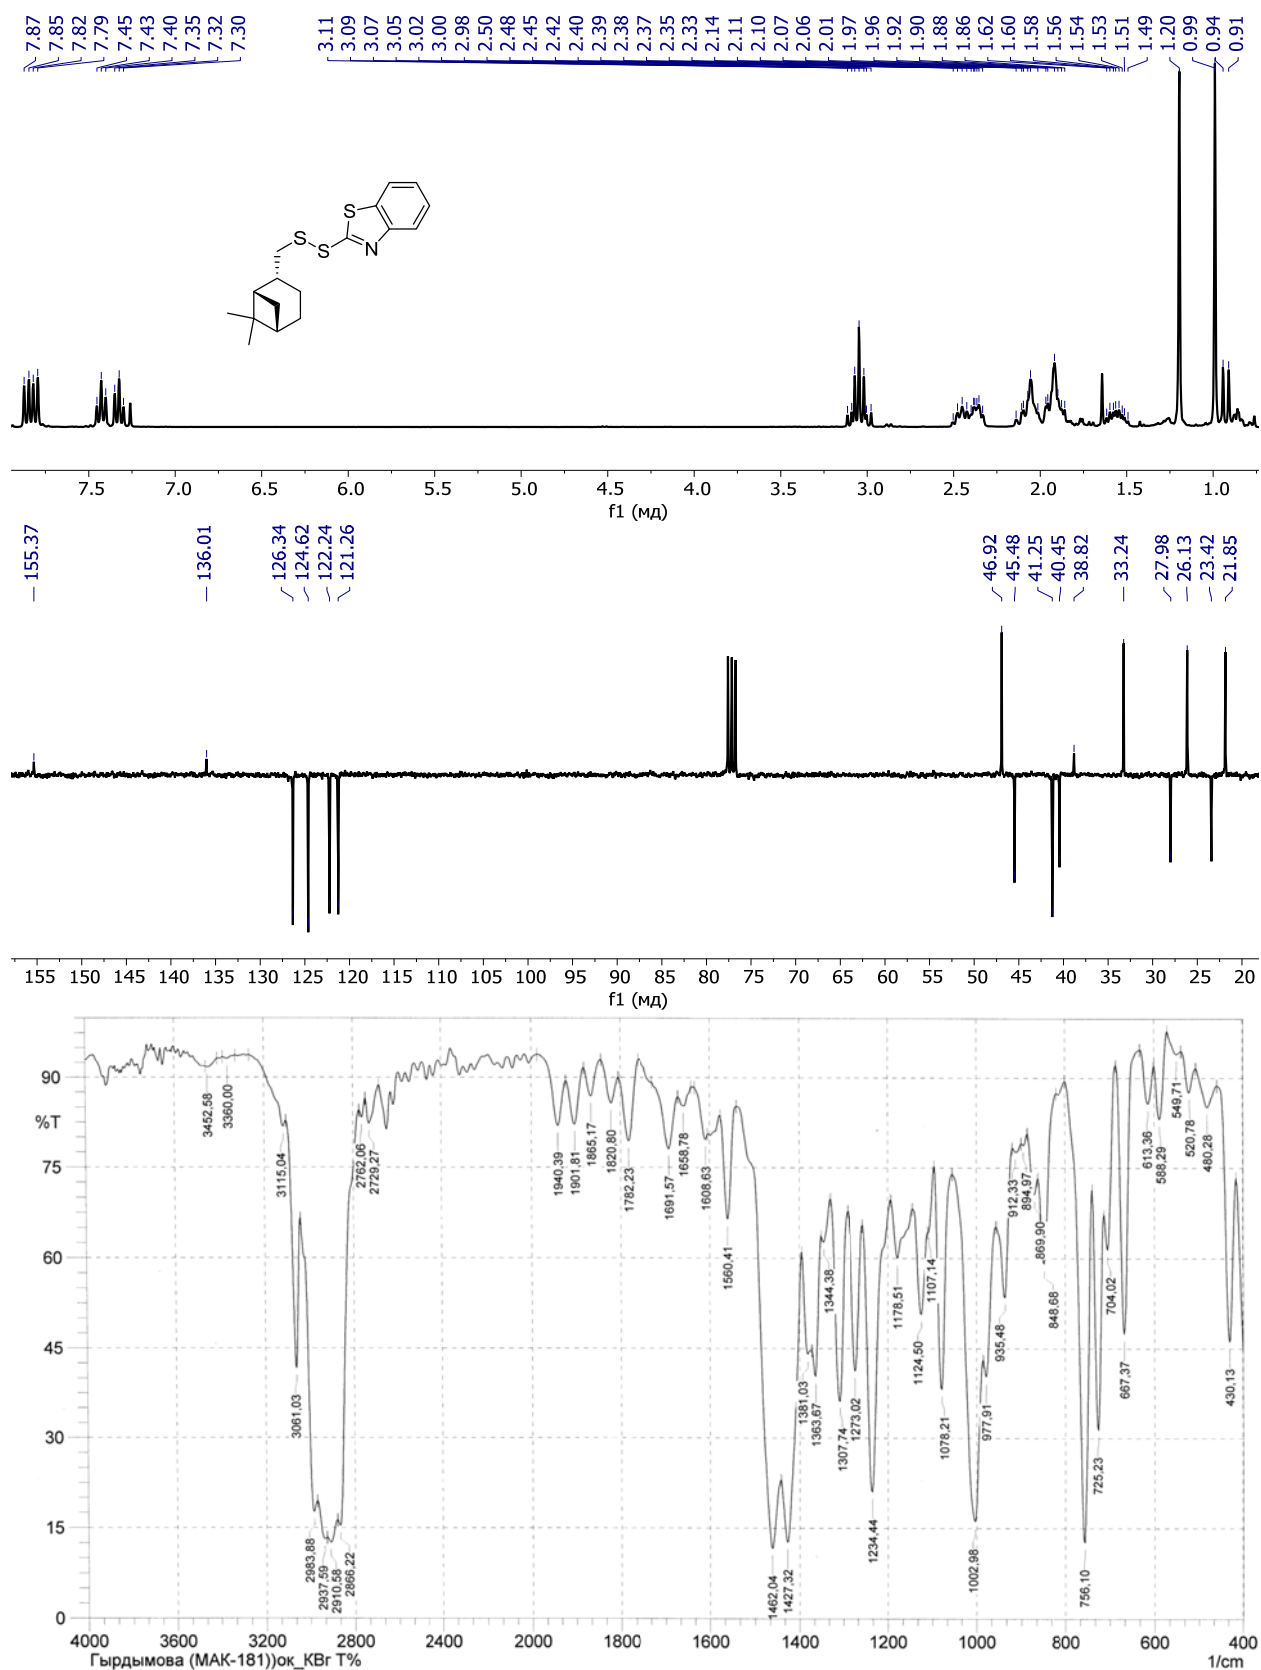 7.87 7.85 7.82 7.79 7.45 7.43 7.40 7.35 7.32 7.30 3.11 3.09 3.07 3.05 3.02 3.00 2.98 2.50 2.48 2.45 2.42 2.40 2.39 2.38 2.37 2.35 2.33 2.14 2.11 2.10 2.07 2.06 2.01 1.97 1.96 1.92 1.90 1.88 1.86 1.62 1.60 1.58 1.56 1.54 1.53 1.51 1.49 1.20 0.99 0.94 0.91
S
S
S
N
7.5 7.0 6.5 6.0 5.5 5.0 4.5 4.0 3.5 3.0 2.5 2.0 1.5 1.0
f1 (мд)
155.37 136.01 126.34 124.62 122.24 121.26 46.92 45.48 41.25 40.45 38.82 33.24 27.98 26.13 23.42 21.85
155 150 145 140 135 130 125 120 115 110 105 100 95 90 85 80 75 70 65 60 55 50 45 40 35 30 25 20
f1 (мд)
90
%T
75
60
45
30
15
0
3452,58 3360,00 3115,04 3061,03 2983,88 2937,59 2910,58 2866,22 2762,06 2729,27 1940,39 1901,81 1865,17 1820,80 1782,23 1691,57 1658,78 1608,63 1560,41 1462,04 1427,32 1381,03 1363,67 1344,38 1307,74 1273,02 1234,44 1178,51 1124,50 1107,14 1078,21 1002,98 977,91 935,48 912,33 894,97 869,90 848,68 756,10 725,23 704,02 667,37 613,36 588,29 549,71 520,78 480,28 430,13
4000 3600 3200 2800 2400 2000 1800 1600 1400 1200 1000 800 600 400
Гырдымова (МАК-181))ок_КВг Т% 1/cm